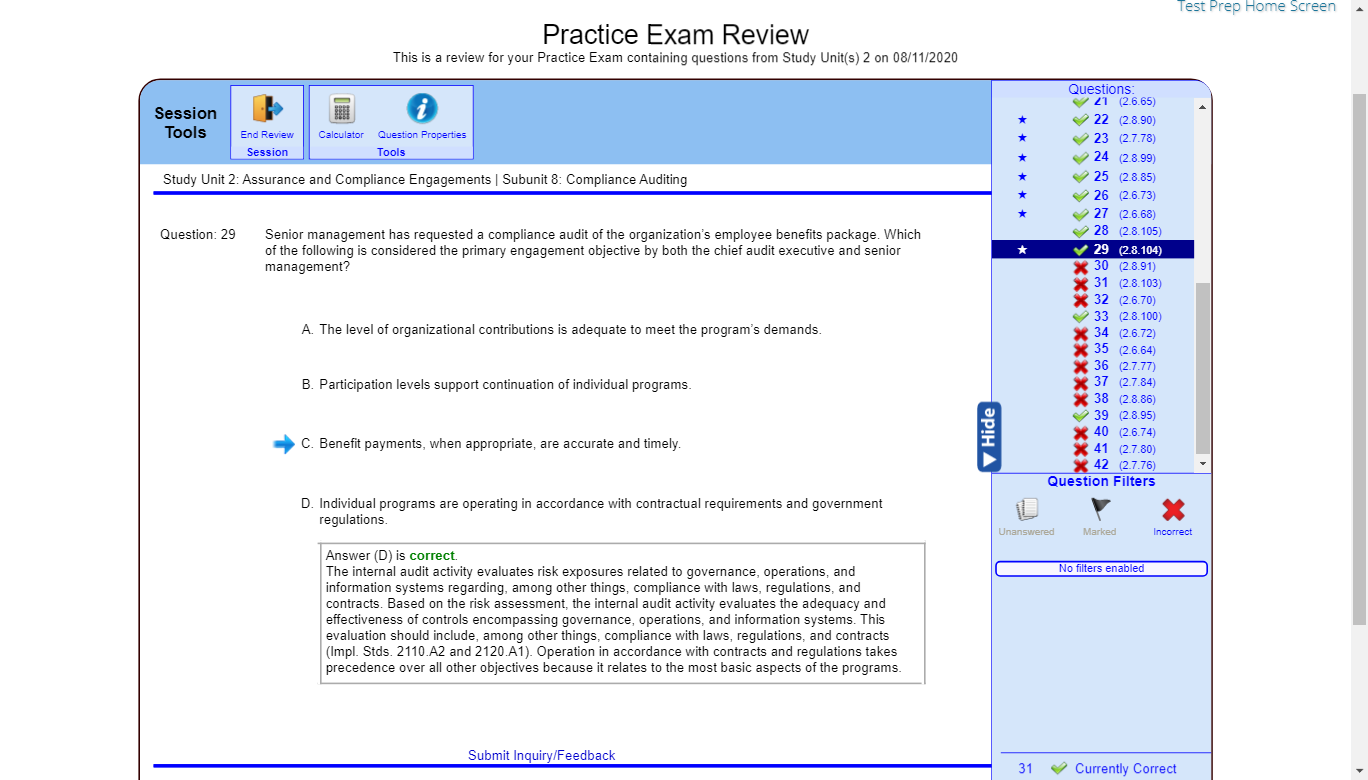 Test Prep Home Screen
Practice Exam Review
This is a review for your Practice Exam containing questions from Study Unit(s) 2 on 08/11/2020
Session
Tools
End Review
Session
Calculator
Question Properties
Tools
Study Unit 2: Assurance and Compliance Engagements | Subunit 8: Compliance Auditing
Question: 29
Senior management has requested a compliance audit of the organization's employee benefits package. Which
of the following is considered the primary engagement objective by both the chief audit executive and senior
management?
A. The level of organizational contributions is adequate to meet the program's demands.
B. Participation levels support continuation of individual programs.
C. Benefit payments, when appropriate, are accurate and timely.
D. Individual programs are operating in accordance with contractual requirements and government
regulations.
Answer (D) is correct.
The internal audit activity evaluates risk exposures related to governance, operations, and
information systems regarding, among other things, compliance with laws, regulations, and
contracts. Based on the risk assessment, the internal audit activity evaluates the adequacy and
effectiveness of controls encompassing governance, operations, and information systems. This
evaluation should include, among other things, compliance with laws, regulations, and contracts
(Impl. Stds. 2110.A2 and 2120.A1). Operation in accordance with contracts and regulations takes
precedence over all other objectives because it relates to the most basic aspects of the programs.
Submit Inquiry/Feedback
Questions:
21 (2.6.65)
22 (2.8.90)
23 (2.7.78)
24 (2.8.99)
25 (2.8.85)
26 (2.6.73)
27 (2.6.68)
28 (2.8.105)
29 (2.8.104)
30 (2.8.91)
31 (2.8.103)
32 (2.6.70)
33 (2.8.100)
34 (2.6.72)
35 (2.6.64)
36 (2.7.77)
37 (2.7.84)
38 (2.8.86)
39 (2.8.95)
40 (2.6.74)
41 (2.7.80)
42 (2.7.76)
Hide
Question Filters
Unanswered
Marked
Incorrect
No filters enabled
31 Currently Correct